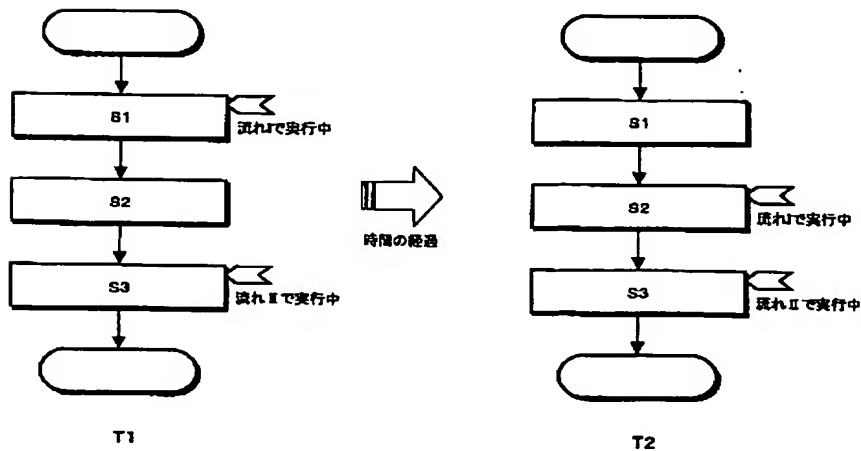 S1
流れIで実行中
S2
S3
流れIIで実行中
T1
時間の経過
S1
S2
流れIで実行中
S3
流れIIで実行中
T2